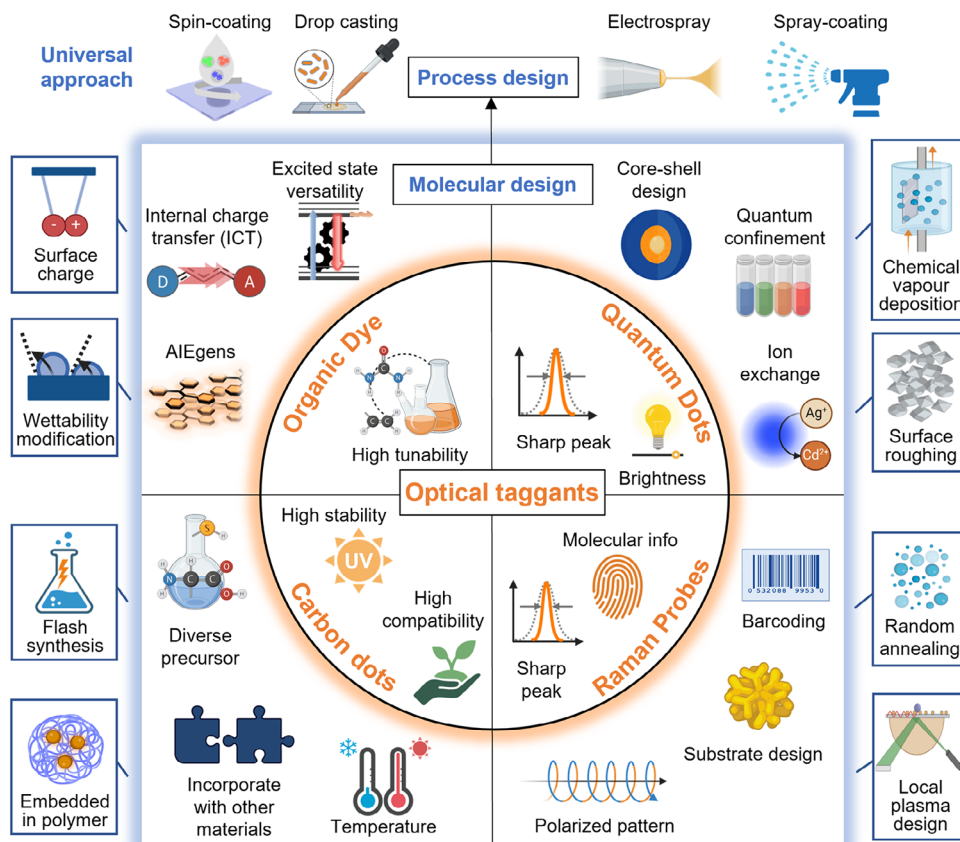 Spin-coating
Drop casting
Electrospray
Spray-coating
Universal
approach
Process design
Molecular design
Surface
charge
Wettability
modification
Flash
synthesis
Embedded
in polymer
Excited state
versatility
Internal charge
transfer (ICT)
D
A
AIEgens
Core-shell
design
Quantum
confinement
Ion
exchange
Ag+
Cd2+
Chemical
vapour
deposition
Surface
roughing
Random
annealing
Local
plasma
design
Organic Dye
H
O
C
H
N
N
H
H
H
H
C
C
H
H
High tunability
Quantum Dots
Sharp peak
Brightness
Optical taggants
High stability
UV
High
compatibility
Carbon dots
Molecular info
Sharp
peak
Raman Probes
S
H
H
H
O
N
C
C
H
H
O
H
Diverse
precursor
Incorporate
with other
materials
Temperature
Barcoding
0 532088 9953 0
Substrate design
Polarized pattern
- +